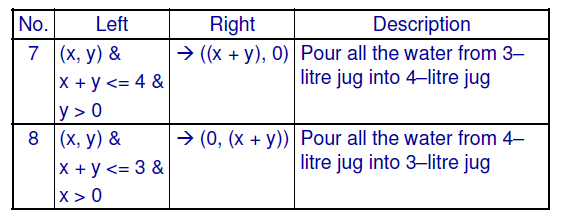 No. Left Right Description
7 (x, y) & → ((x + y), 0) Pour all the water from 3–
x + y <= 4 & litre jug into 4–litre jug
y > 0
8 (x, y) & → (0, (x + y)) Pour all the water from 4–
x + y <= 3 & litre jug into 3–litre jug
x > 0